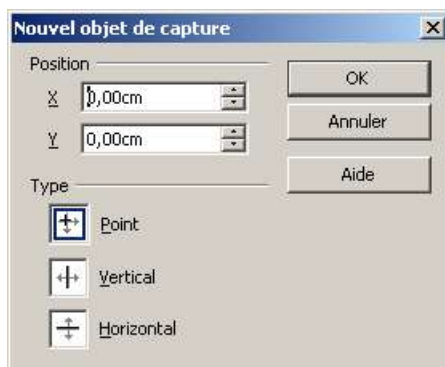 Nouvel objet de capture
Position
X 0,00cm
Y 0,00cm
OK
Annuler
Aide
Type
Point
Vertical
Horizontal